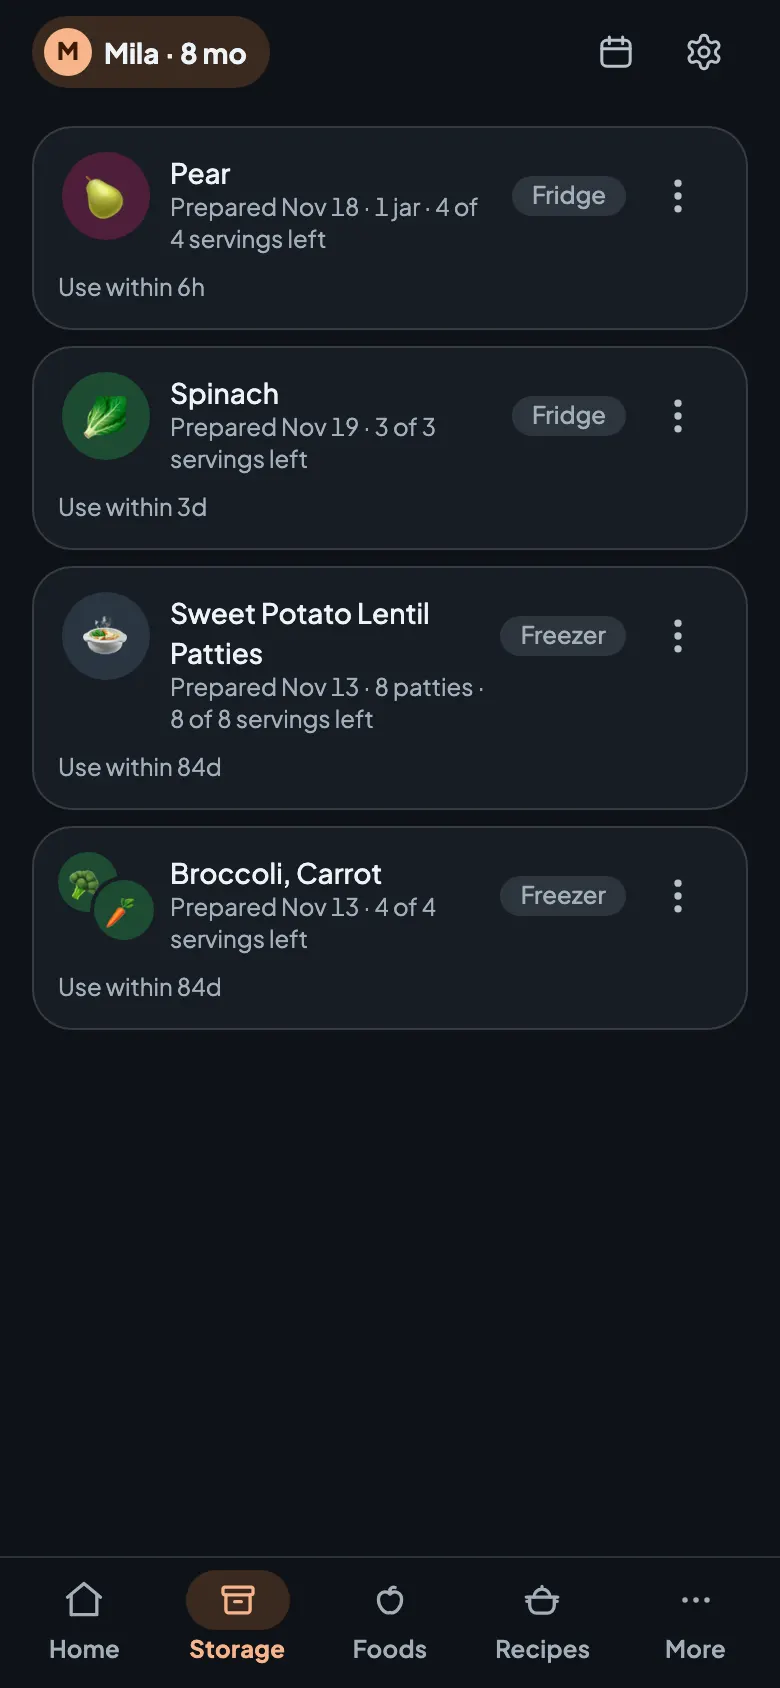 M
Mila · 8 mo
Pear
Prepared Nov 18 · 1 jar · 4 of
4 servings left
Fridge
Use within 6h
Spinach
Prepared Nov 19 · 3 of 3
servings left
Fridge
Use within 3d
Sweet Potato Lentil
Patties
Prepared Nov 13 · 8 patties ·
8 of 8 servings left
Freezer
Use within 84d
Broccoli, Carrot
Prepared Nov 13 · 4 of 4
servings left
Freezer
Use within 84d
Home
Storage
Foods
Recipes
More